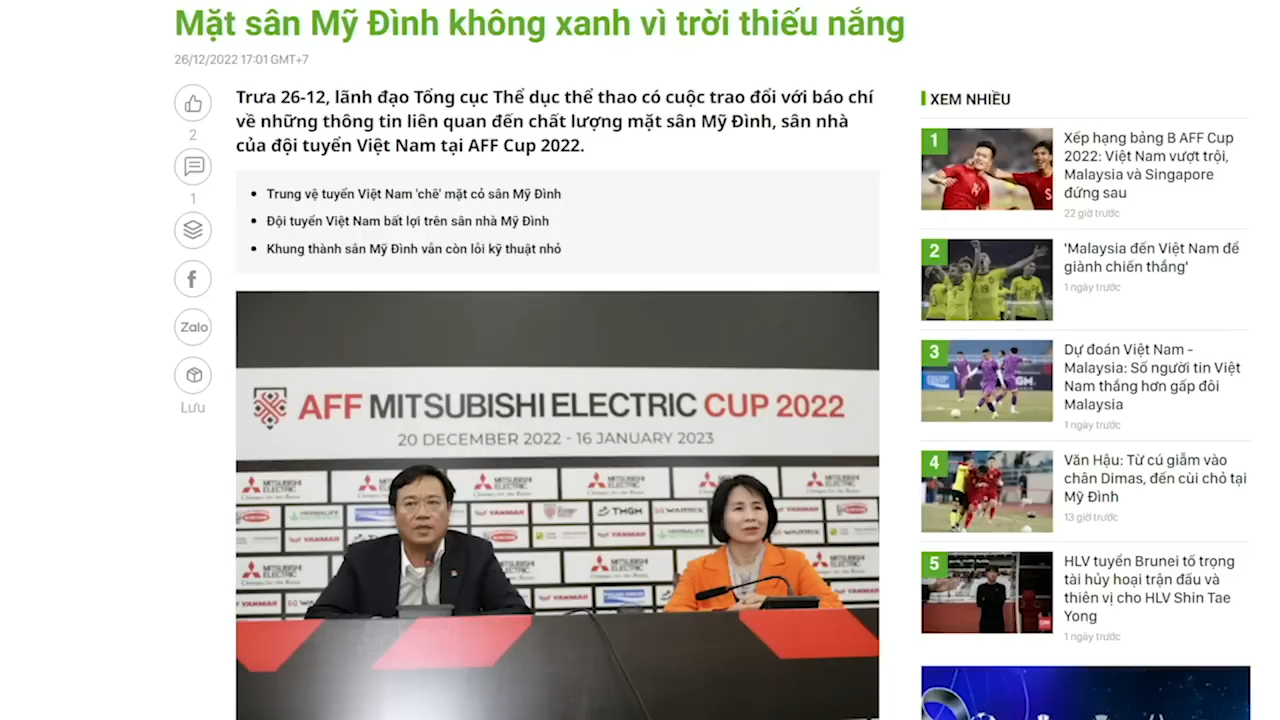 Mặt sân Mỹ Đình không xanh vì trời thiếu nắng
26/12/2022 17:01 GMT+7
2
1
Zalo
Lưu
Trưa 26-12, lãnh đạo Tổng cục Thể dục thể thao có cuộc trao đổi với báo chí
về những thông tin liên quan đến chất lượng mặt sân Mỹ Đình, sân nhà
của đội tuyển Việt Nam tại AFF Cup 2022.
Trung vệ tuyển Việt Nam 'chê' mặt cỏ sân Mỹ Đình
Đội tuyển Việt Nam bất lợi trên sân nhà Mỹ Đình
Khung thành sân Mỹ Đình vẫn còn lỗi kỹ thuật nhỏ
AFF MITSUBISHI ELECTRIC CUP 2022
20 DECEMBER 2022 - 16 JANUARY 2023
MITSUBISHI ELECTRIC
YANMAR
TMGM
WARRIX
HERBALIFE
XEM NHIỀU
1
Xếp hạng bảng B AFF Cup
2022: Việt Nam vượt trội,
Malaysia và Singapore
đứng sau
22 giờ trước
2
'Malaysia đến Việt Nam để
giành chiến thắng'
1 ngày trước
3
Dự đoán Việt Nam -
Malaysia: Số người tin Việt
Nam thắng hơn gấp đôi
Malaysia
1 ngày trước
4
Văn Hậu: Từ cú giẫm vào
chân Dimas, đến cùi chỏ tại
Mỹ Đình
13 giờ trước
5
HLV tuyển Brunei tố trọng
tài hủy hoại trận đấu và
thiên vị cho HLV Shin Tae
Yong
1 ngày trước